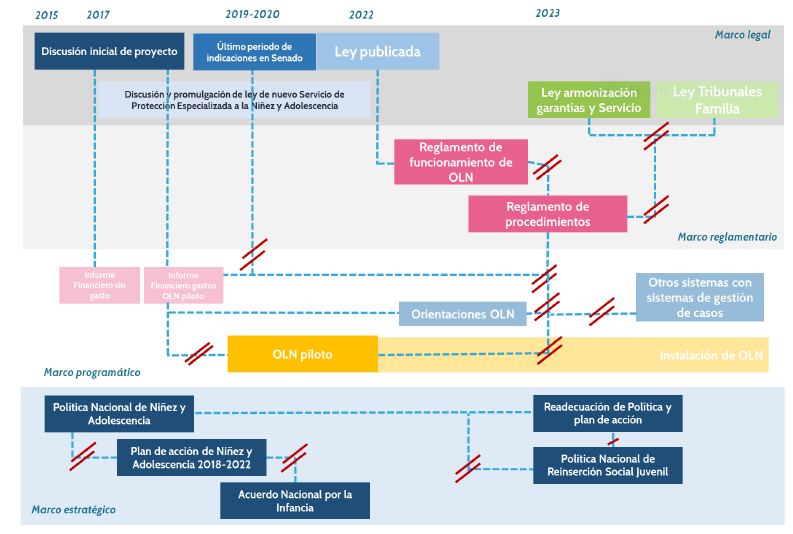 2015
2017
2019-2020
2022
2023
Marco legal
Discusión inicial de proyecto
Último periodo de
indicaciones en Senado
Ley publicada
Discusión y promulgación de ley de nuevo Servicio de
Protección Especializada a la Niñez y Adolescencia
Ley armonización
garantías y Servicio
Ley Tribunales
Familia
Reglamento de
funcionamiento de
OLN
Reglamento de
procedimientos
Marco reglamentario
Informe
Financiero sin
gasto
Informe
Financiero gastos
OLN piloto
Orientaciones OLN
Otros sistemas con
sistemas de gestión
de casos
OLN piloto
Instalación de OLN
Marco programático
Política Nacional de Niñez y
Adolescencia
Readecuación de Política y
plan de acción
Plan de acción de Niñez y
Adolescencia 2018-2022
Política Nacional de
Reinserción Social Juvenil
Acuerdo Nacional por la
Infancia
Marco estratégico